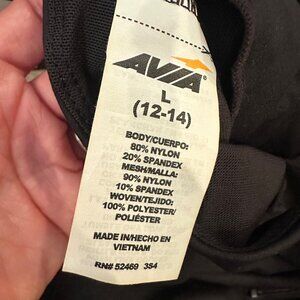 AVIA
L
(12-14)
BODY/CUERPO:
80% NYLON
20% SPANDEX
MESH/MALLA:
90% NYLON
10% SPANDEX
WOVEN/TEJIDO:
100% POLYESTER/
POLIÉSTER
MADE IN/HECHO EN
VIETNAM
RN# 52469 3S4